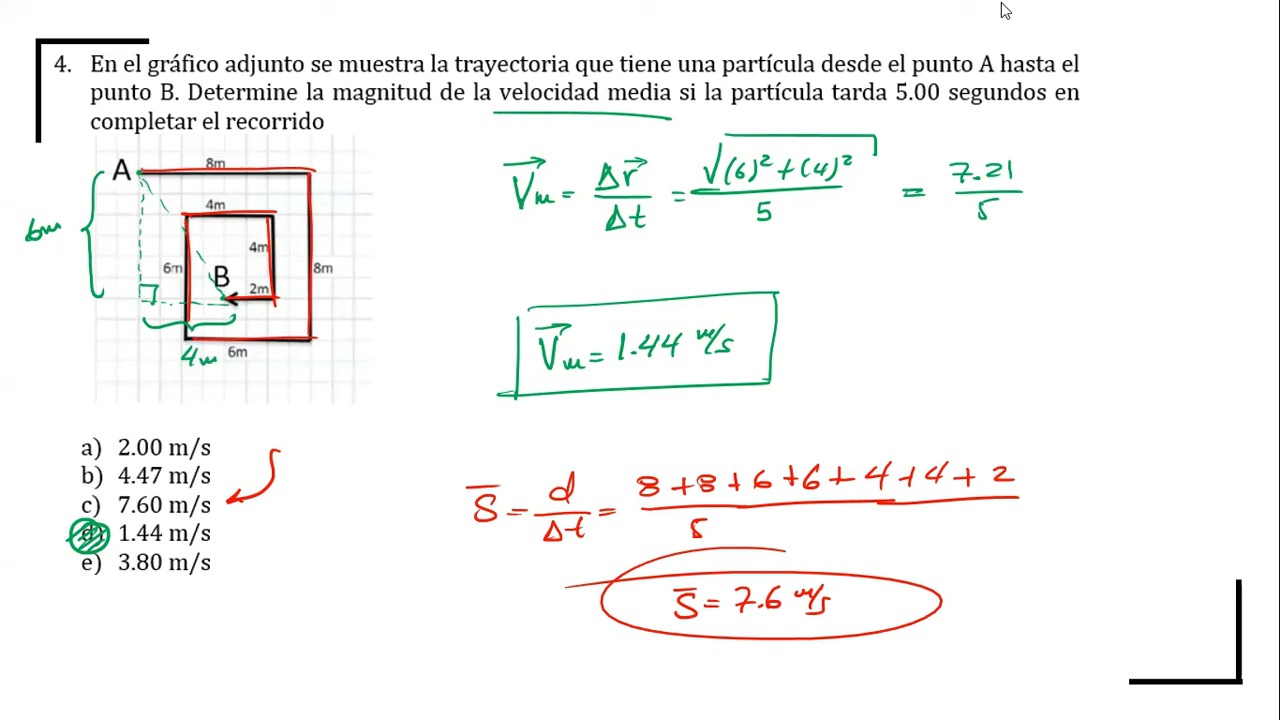 4. En el gráfico adjunto se muestra la trayectoria que tiene una partícula desde el punto A hasta el
punto B. Determine la magnitud de la velocidad media si la partícula tarda 5.00 segundos en
completar el recorrido
A
8m
4m
6m
4m
6m
B
2m
8m
4m
6m
V⃗m = Δr⃗/Δt = √((6)² + (4)²)/5 = 7.21/5
V⃗m = 1.44 m/s
a) 2.00 m/s
b) 4.47 m/s
c) 7.60 m/s
d) 1.44 m/s
e) 3.80 m/s
S̅ = d/Δt = 8+8+6+6+4+4+2/5
S̅ = 7.6 m/s